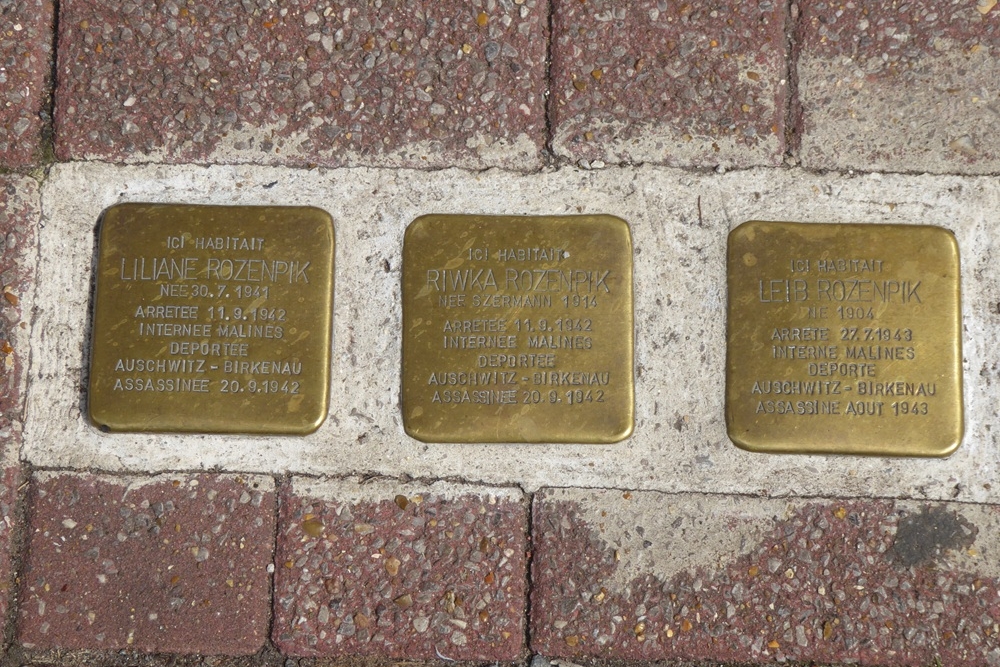 ICI HABITAIT
LILIANE ROZENPIK
NEE 30.7.1941
ARRETEE 11.9.1942
INTERNEE MALINES
DEPORTEE
AUSCHWITZ - BIRKENAU
ASSASSINEE 20.9.1942
ICI HABITAIT
RIWKA ROZENPIK
NEE SZERMANN 1914
ARRETEE 11.9.1942
INTERNEE MALINES
DEPORTEE
AUSCHWITZ - BIRKENAU
ASSASSINEE 20.9.1942
ICI HABITAIT
LEIB ROZENPIK
NE 1904
ARRETE 27.7.1943
INTERNE MALINES
DEPORTE
AUSCHWITZ - BIRKENAU
ASSASSINE AOUT 1943